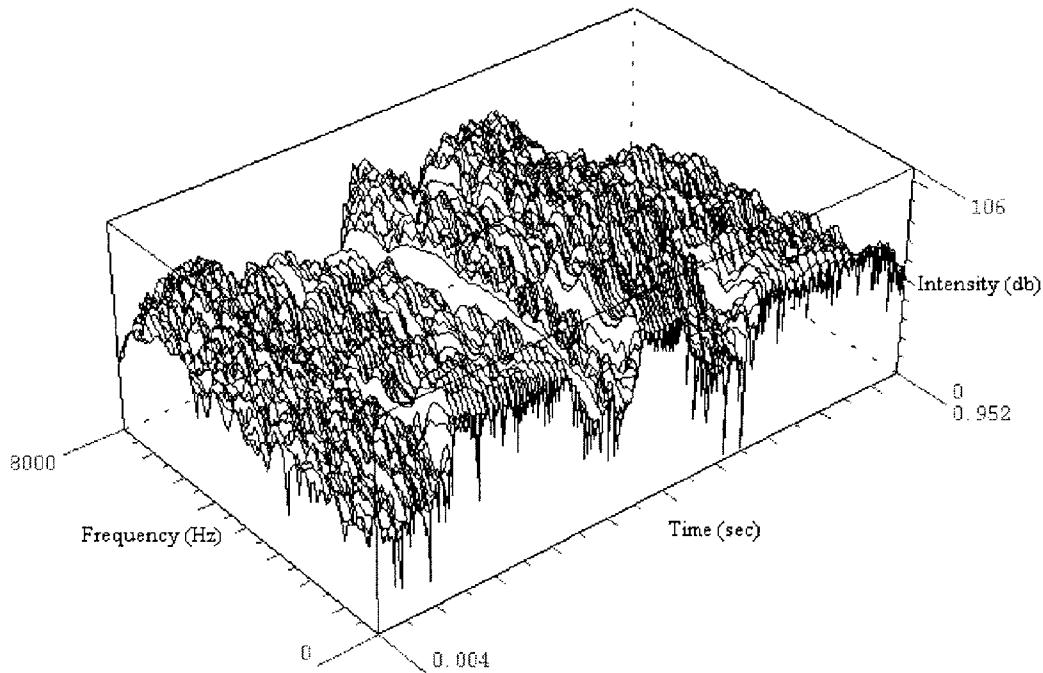 106
Intensity (db)
0
0.952
8000
Frequency (Hz)
Time (sec)
0
0.004